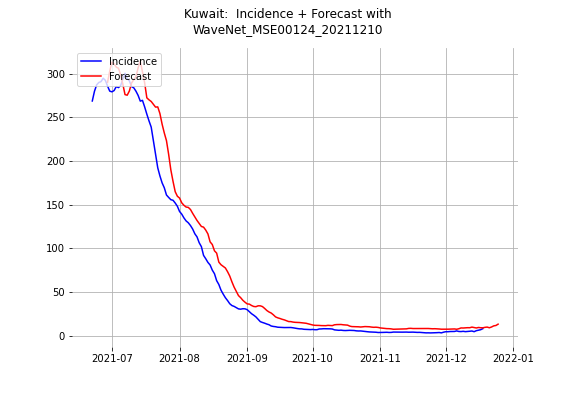 Kuwait:  Incidence + Forecast with
WaveNet_MSE00124_20211210
Incidence
Forecast
300
250
200
150
100
50
0
2021-07 2021-08 2021-09 2021-10 2021-11 2021-12 2022-01